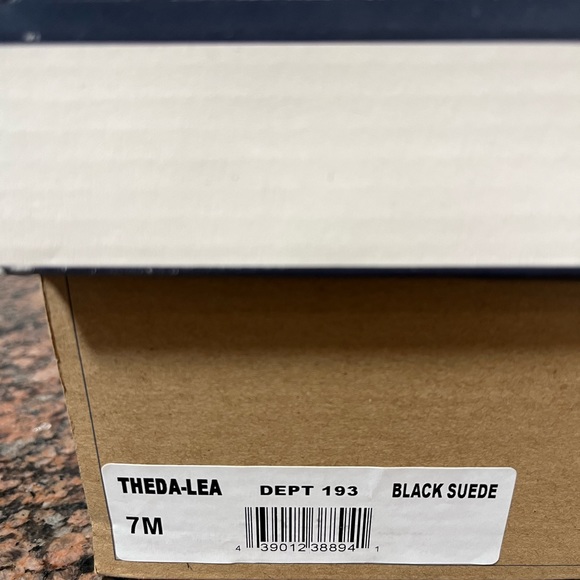 THEDA-LEA DEPT 193 BLACK SUEDE
7M
4 39012 38894 1